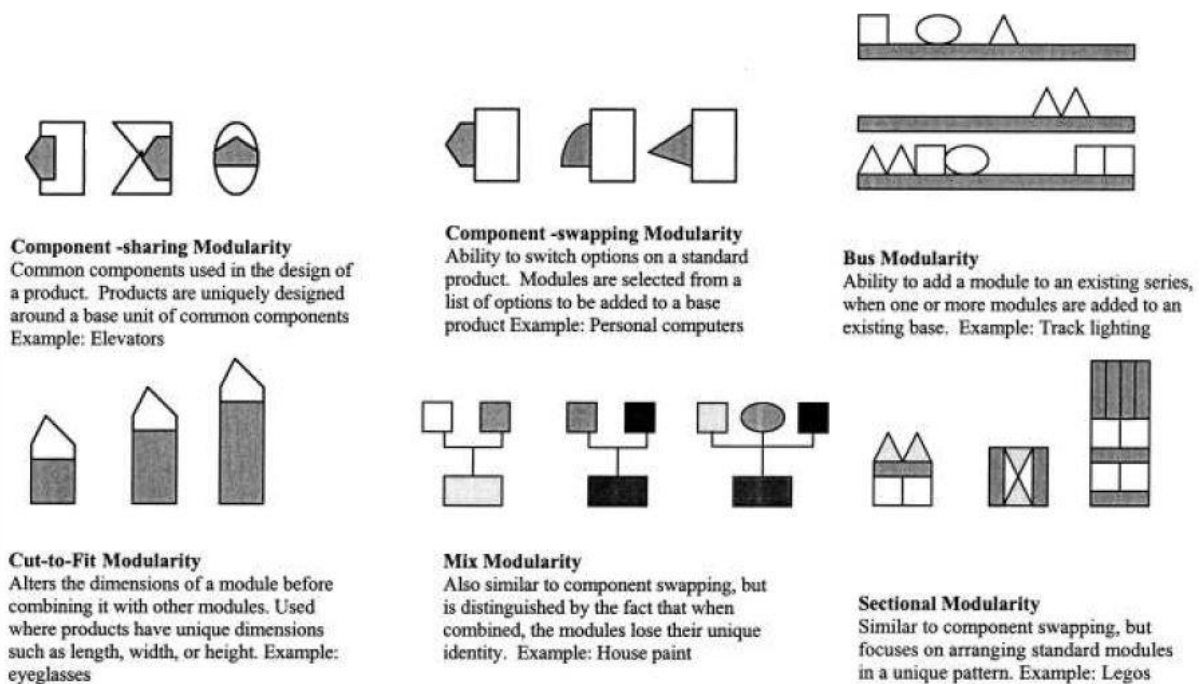 Component -sharing Modularity
Common components used in the design of
a product. Products are uniquely designed
around a base unit of common components
Example: Elevators
Component -swapping Modularity
Ability to switch options on a standard
product. Modules are selected from a
list of options to be added to a base
product Example: Personal computers
Bus Modularity
Ability to add a module to an existing series,
when one or more modules are added to an
existing base. Example: Track lighting
Cut-to-Fit Modularity
Alters the dimensions of a module before
combining it with other modules. Used
where products have unique dimensions
such as length, width, or height. Example:
eyeglasses
Mix Modularity
Also similar to component swapping, but
is distinguished by the fact that when
combined, the modules lose their unique
identity. Example: House paint
Sectional Modularity
Similar to component swapping, but
focuses on arranging standard modules
in a unique pattern. Example: Legos